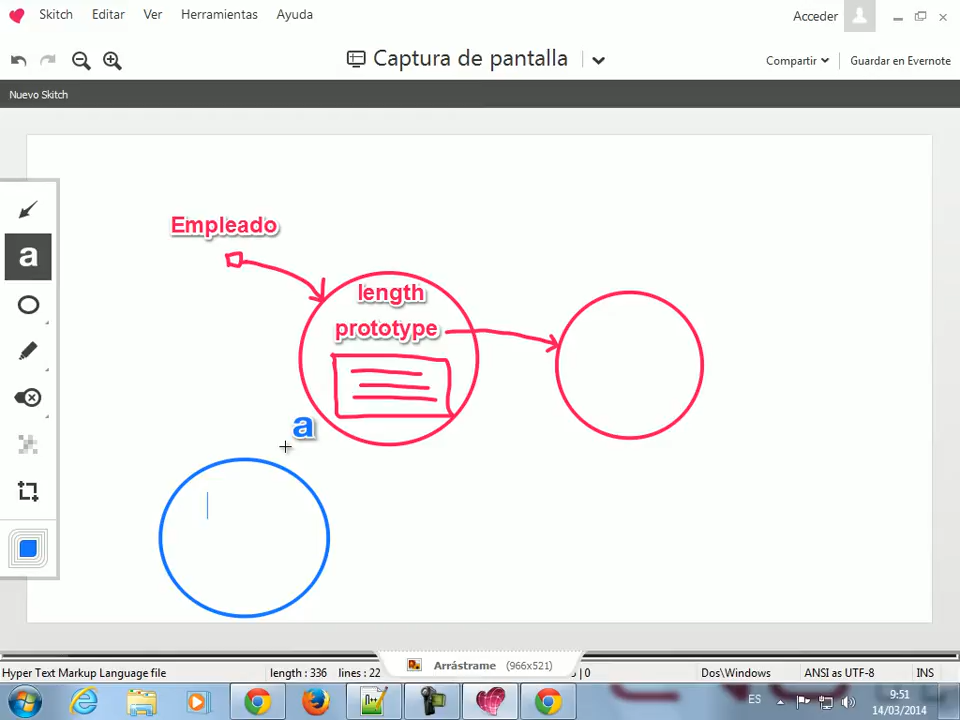 Skitch Editar Ver Herramientas Ayuda Acceder
Captura de pantalla Compartir Guardar en Evernote
Nuevo Skitch
Empleado
a
length
prototype
a
Arrástrame (966x521)
Hyper Text Markup Language file length : 336 lines : 22 | 0 Dos\Windows ANSI as UTF-8 INS
ES 9:51
14/03/2014